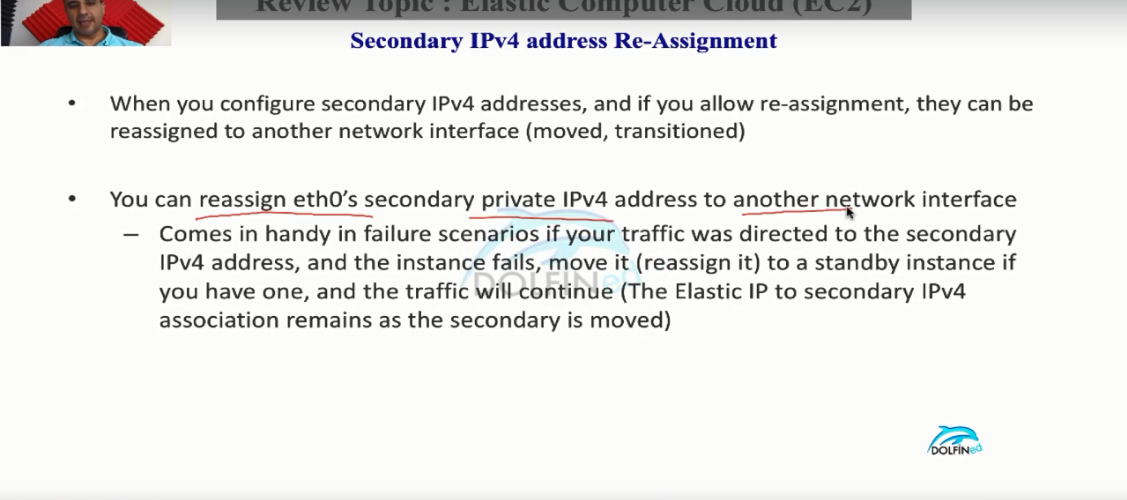 Review Topic : Elastic Computer Cloud (EC2)
Secondary IPv4 address Re-Assignment
• When you configure secondary IPv4 addresses, and if you allow re-assignment, they can be
reassigned to another network interface (moved, transitioned)
• You can reassign eth0's secondary private IPv4 address to another network interface
– Comes in handy in failure scenarios if your traffic was directed to the secondary
IPv4 address, and the instance fails, move it (reassign it) to a standby instance if
you have one, and the traffic will continue (The Elastic IP to secondary IPv4
association remains as the secondary is moved)
DOLFINed
DOLFINed